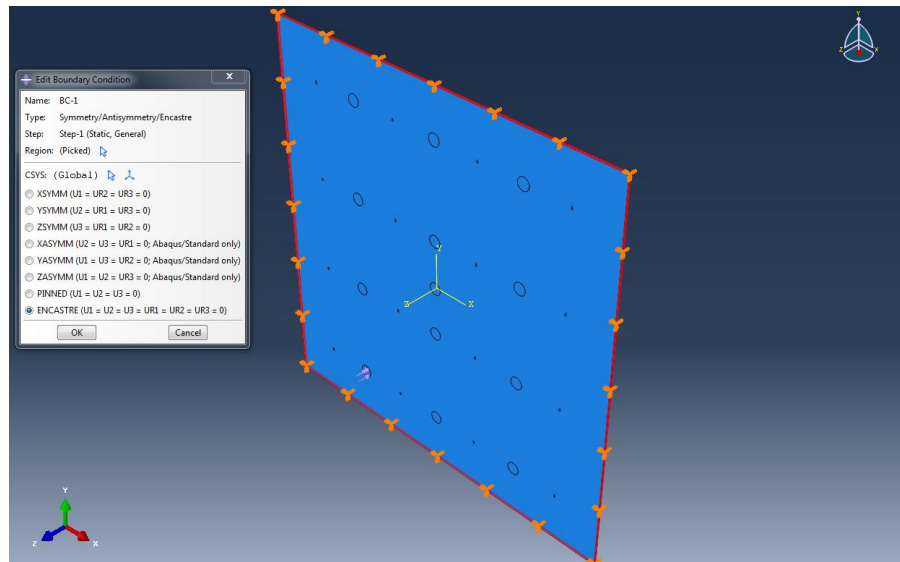 Edit Boundary Condition
X
Name: BC-1
Type: Symmetry/Antisymmetry/Encastre
Step: Step-1 (Static, General)
Region: (Picked)
CSYS: (Global)
XSYMM (U1 = UR2 = UR3 = 0)
YSYMM (U2 = UR1 = UR3 = 0)
ZSYMM (U3 = UR1 = UR2 = 0)
XASYMM (U2 = U3 = UR1 = 0; Abaqus/Standard only)
YASYMM (U1 = U3 = UR2 = 0; Abaqus/Standard only)
ZASYMM (U1 = U2 = UR3 = 0; Abaqus/Standard only)
PINNED (U1 = U2 = U3 = 0)
ENCASTRE (U1 = U2 = U3 = UR1 = UR2 = UR3 = 0)
OK Cancel
Y
Z X
Y
Z X
Y
Z X